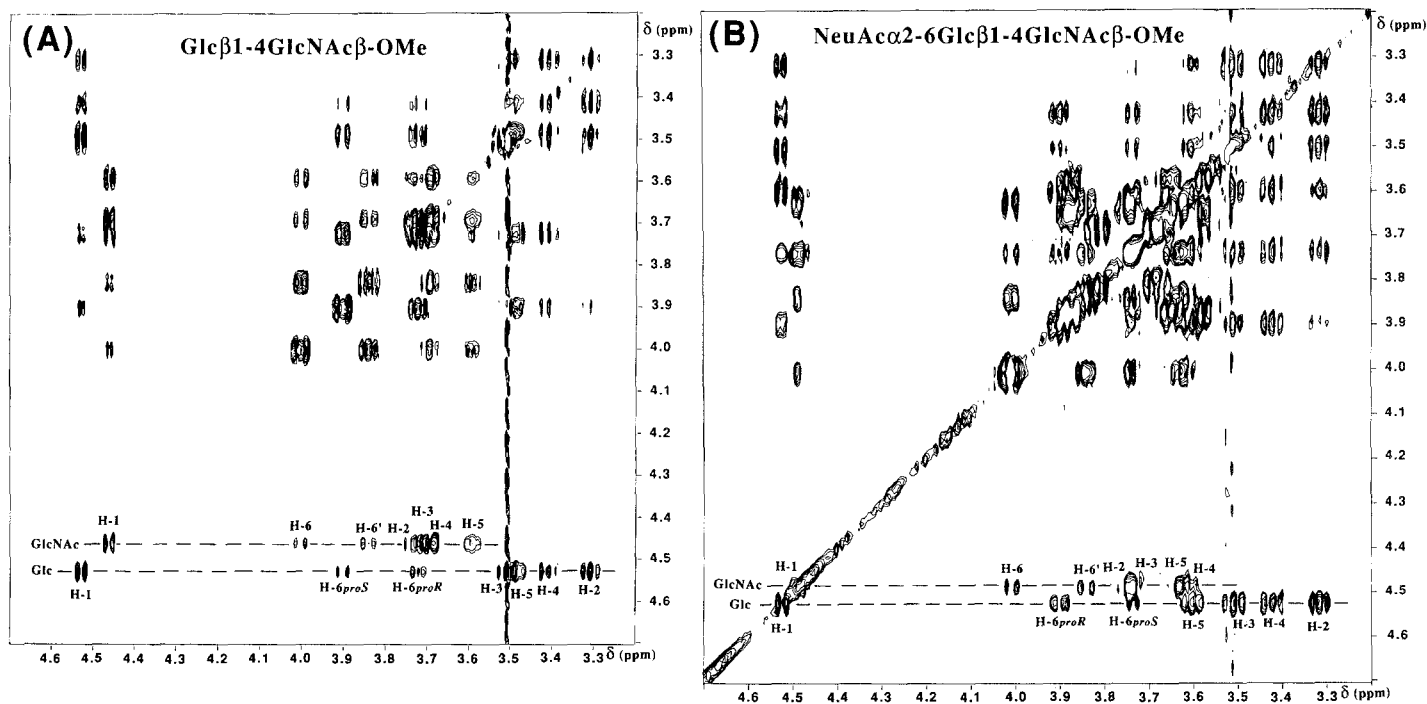 (A)
Glcβ1-4GlcNAcβ-OMe
δ (ppm)
3.3
3.4
3.5
3.6
3.7
3.8
3.9
4.0
4.1
4.2
4.3
4.4
4.5
4.6
H-1
H-6
H-6'
H-2
H-3
H-4
H-5
GlcNAc
Glc
H-1
H-6proS
H-6proR
H-3
H-5
H-4
H-2
4.6 4.5 4.4 4.3 4.2 4.1 4.0 3.9 3.8 3.7 3.6 3.5 3.4 3.3 δ (ppm)
(B)
NeuAcα2-6Glcβ1-4GlcNAcβ-OMe
δ (ppm)
3.3
3.4
3.5
3.6
3.7
3.8
3.9
4.0
4.1
4.2
4.3
4.4
4.5
4.6
H-1
H-6
H-6'
H-2
H-3
H-5
H-4
GlcNAc
Glc
H-1
H-6proR
H-6proS
H-5
H-3
H-4
H-2
4.6 4.5 4.4 4.3 4.2 4.1 4.0 3.9 3.8 3.7 3.6 3.5 3.4 3.3 δ (ppm)